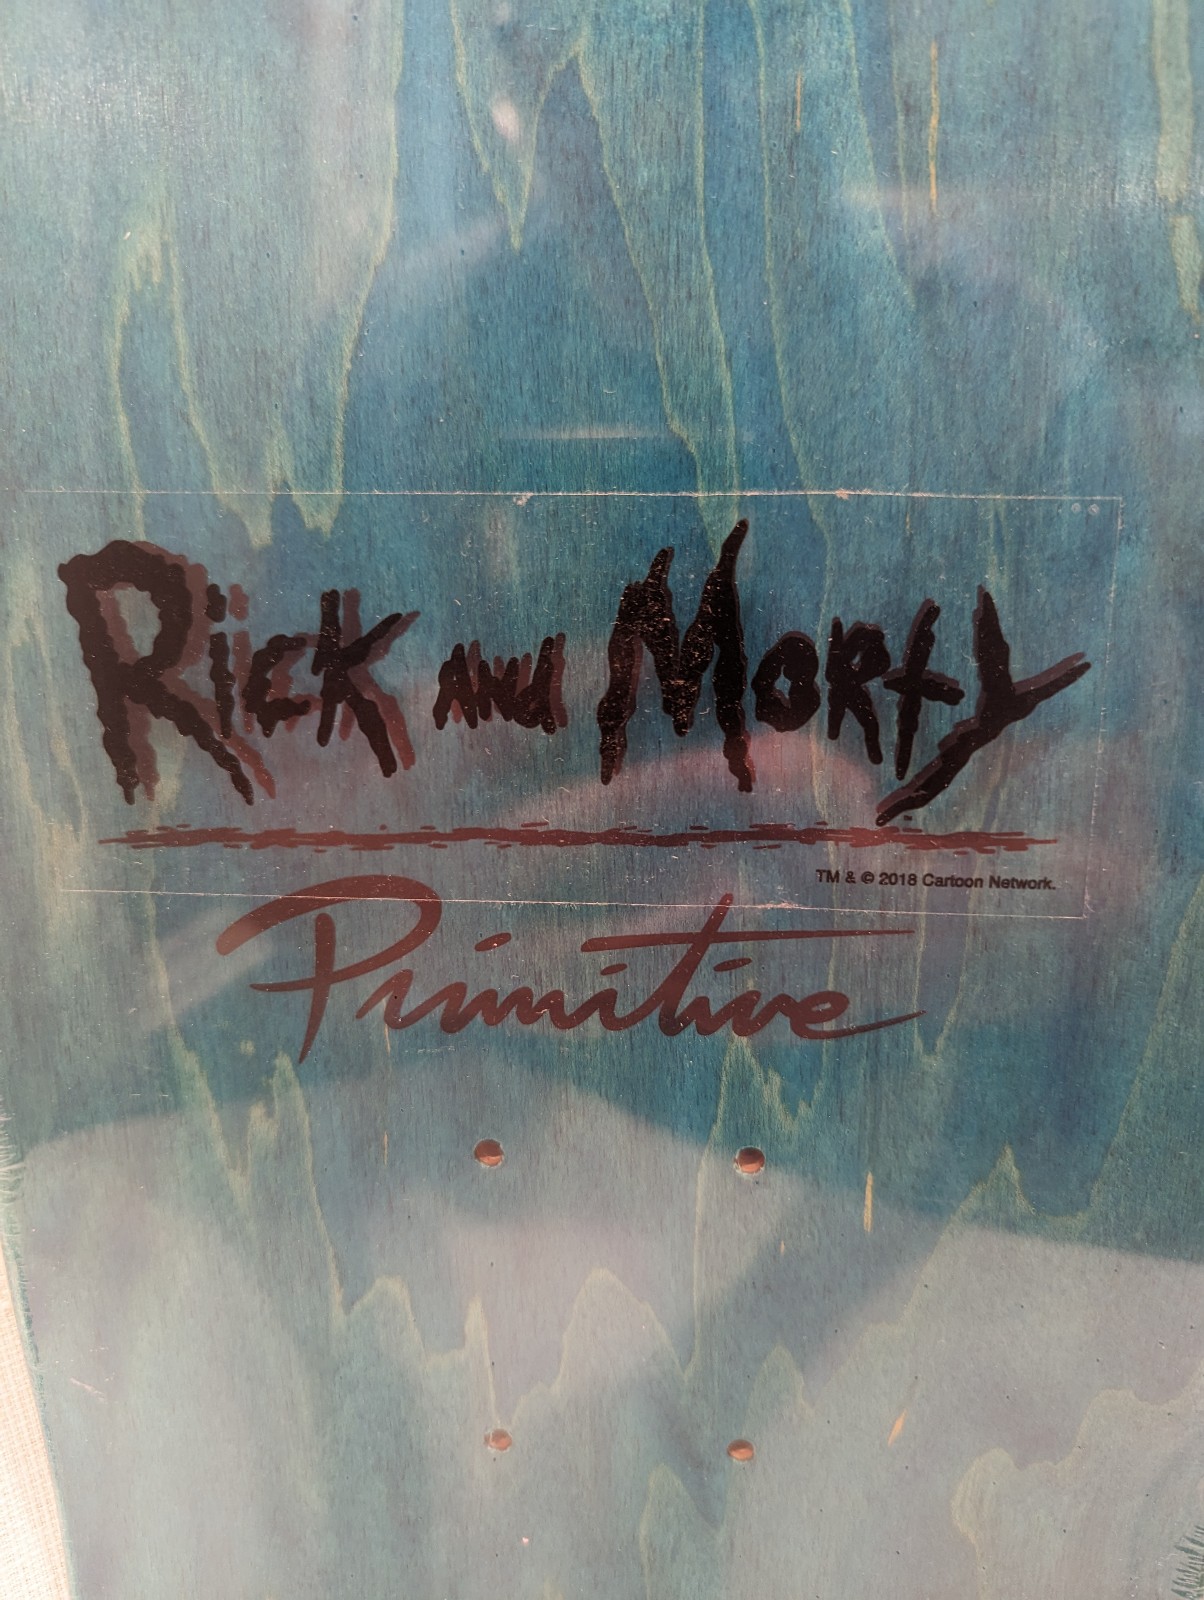 Rick and Morty
TM & © 2018 Cartoon Network.
Primitive